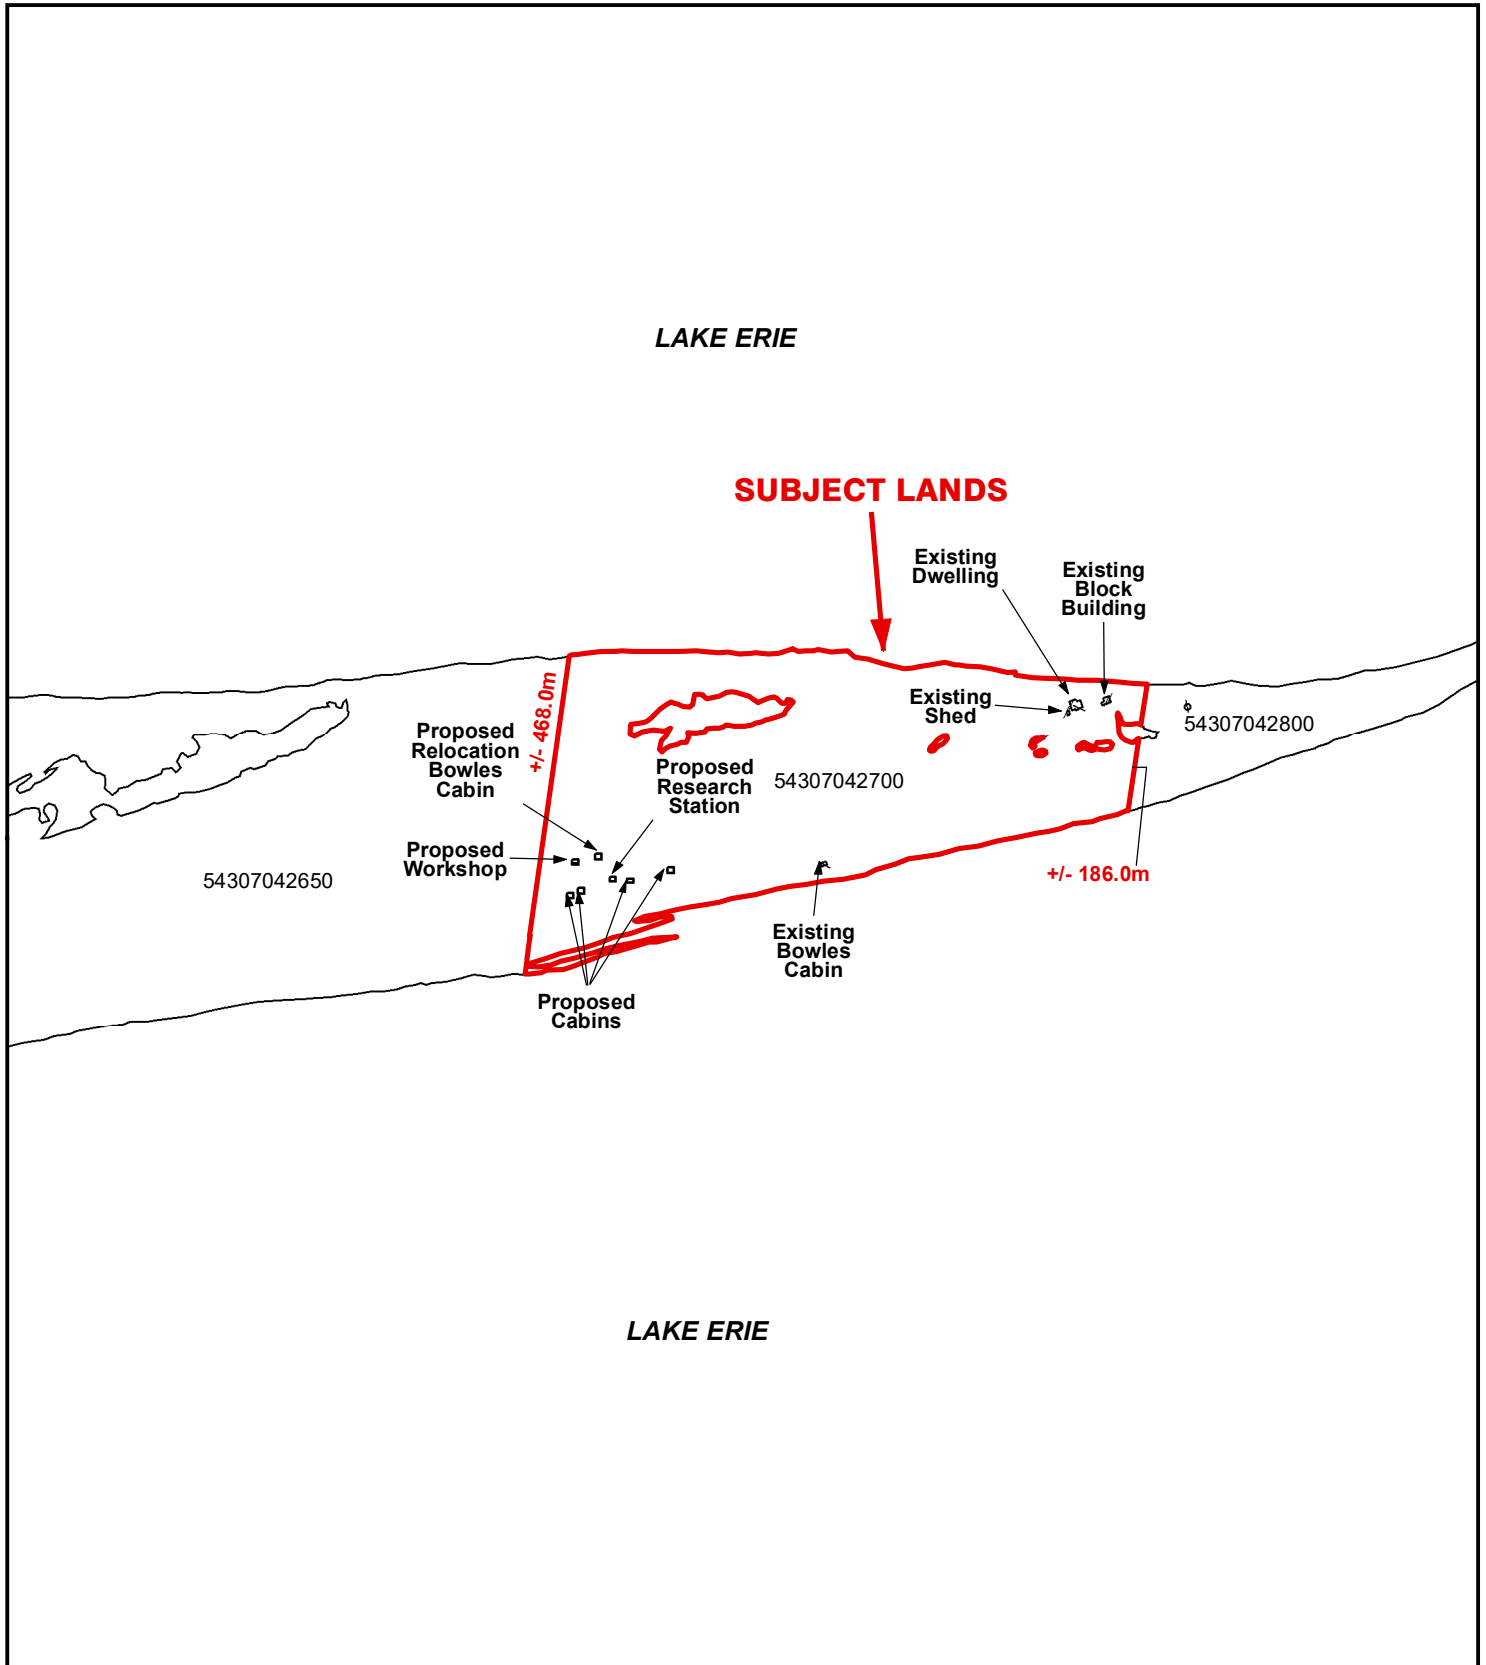 LAKE ERIE
SUBJECT LANDS
Existing
Dwelling
Existing
Block
Building
Existing
Shed
54307042800
+/- 468.0m
Proposed
Relocation
Bowles
Cabin
Proposed
Research
Station
54307042700
Proposed
Workshop
54307042650
+/- 186.0m
Existing
Bowles
Cabin
Proposed
Cabins
LAKE ERIE